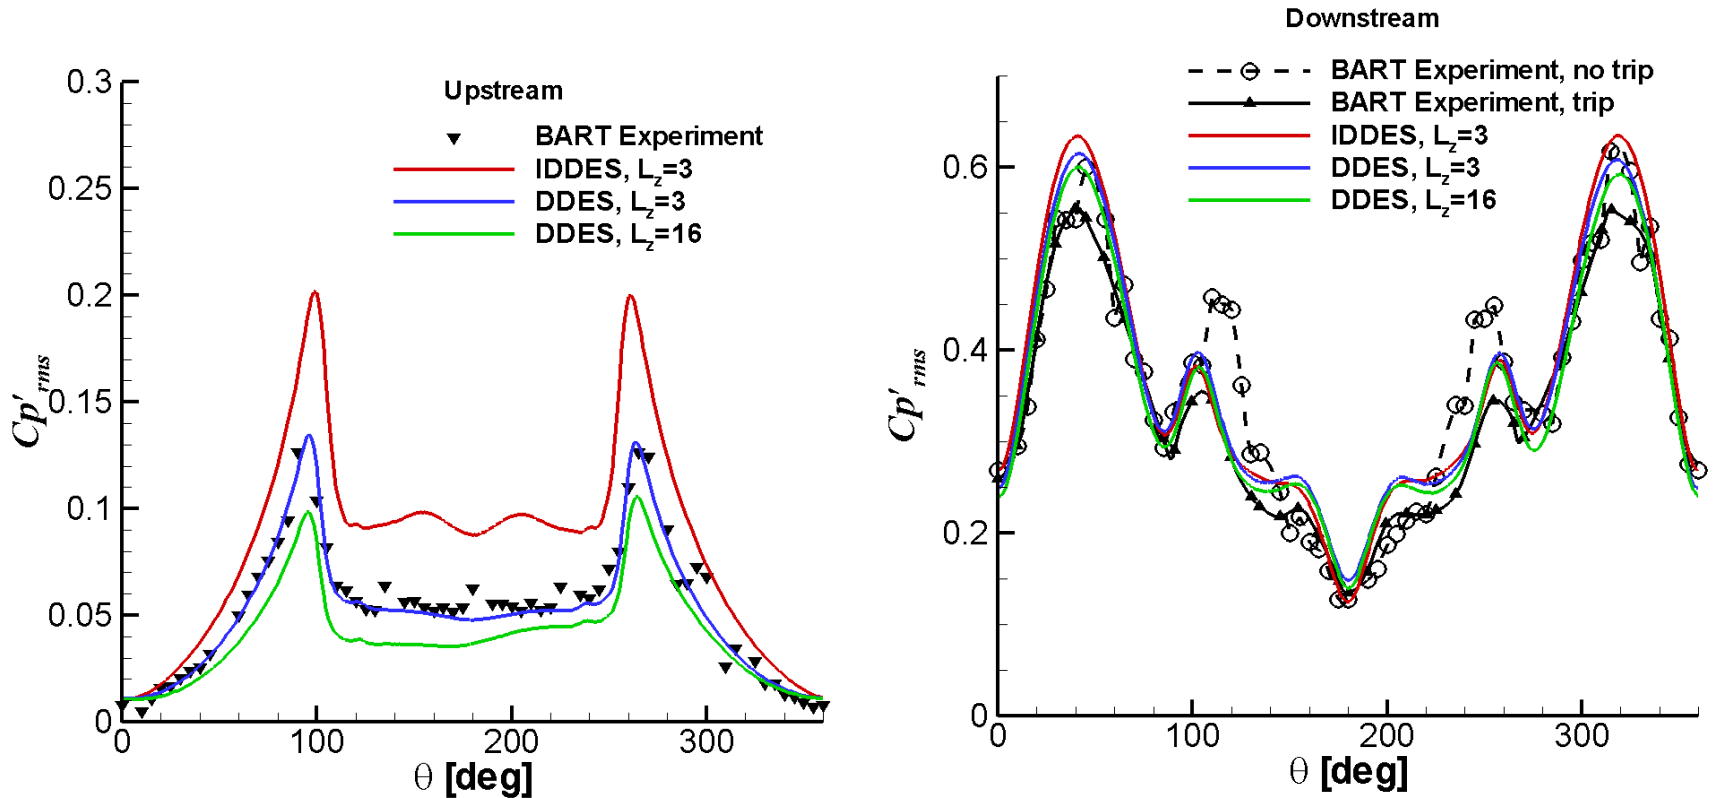 Upstream
BART Experiment
IDDES, Lz=3
DDES, Lz=3
DDES, Lz=16
0.3
0.25
0.2
0.15
0.1
0.05
0
Cp'rms
0 100 200 300
θ [deg]
Downstream
BART Experiment, no trip
BART Experiment, trip
IDDES, Lz=3
DDES, Lz=3
DDES, Lz=16
0.6
0.4
0.2
0
Cp'rms
0 100 200 300
θ [deg]